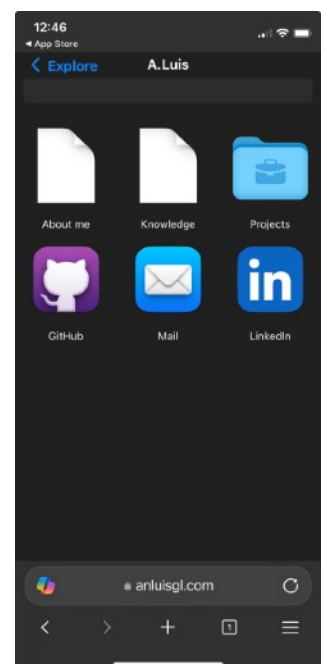 12:46
◄ App Store
Explore A.Luis
About me Knowledge Projects
in
GitHub Mail LinkedIn
anluisgl.com
1